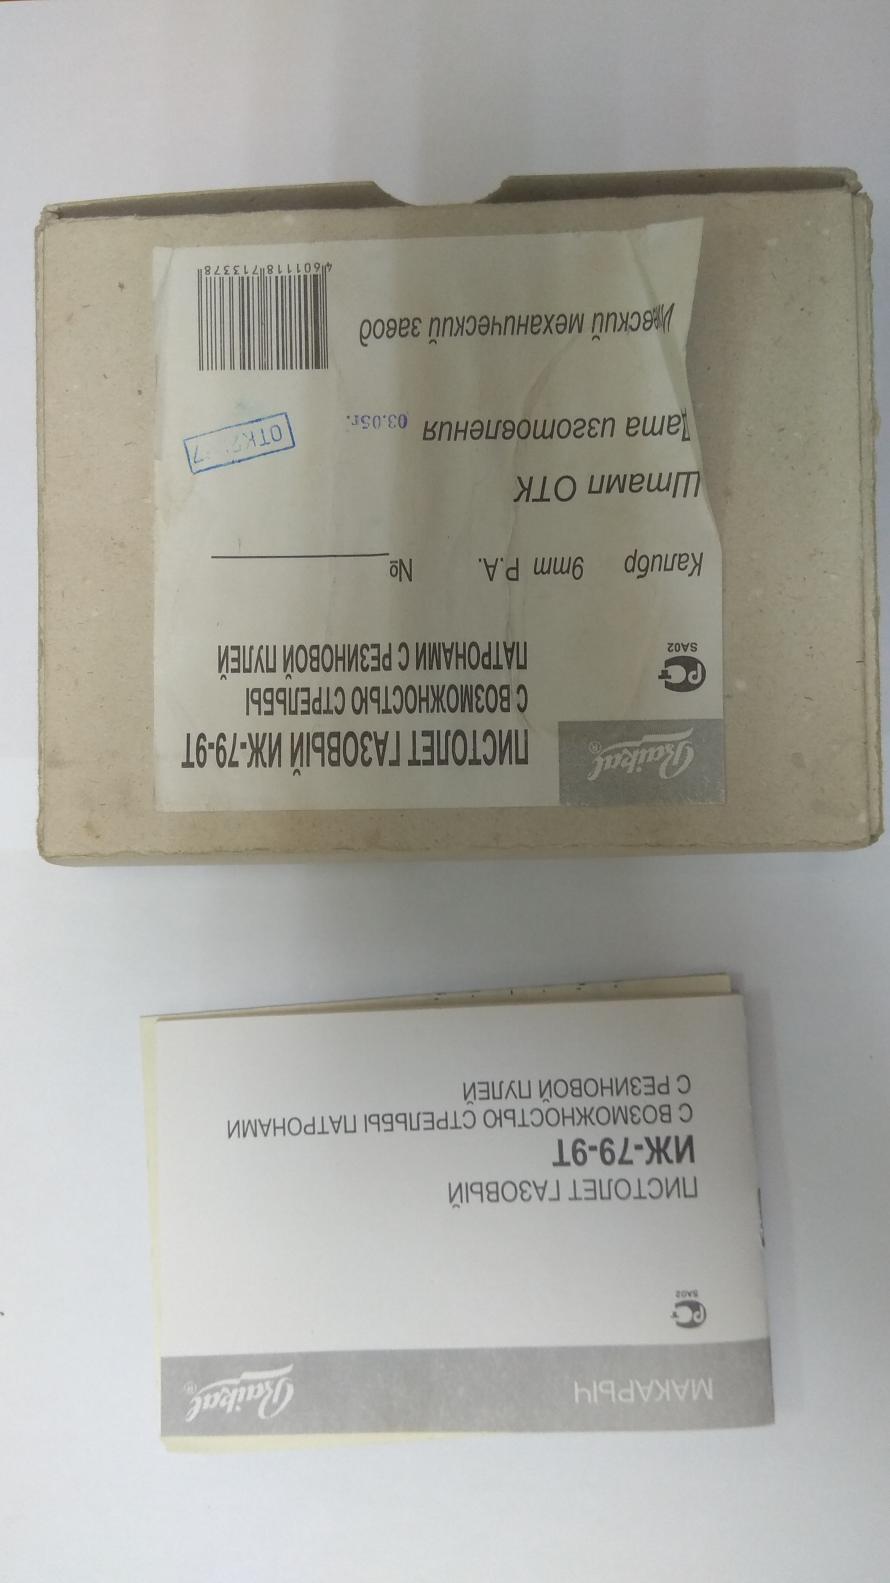 МАКАРЫЧ Baikal®
РСТ
SA02
ПИСТОЛЕТ ГАЗОВЫЙ
ИЖ-79-9Т
С ВОЗМОЖНОСТЬЮ СТРЕЛЬБЫ ПАТРОНАМИ
С РЕЗИНОВОЙ ПУЛЕЙ
Baikal®
ПИСТОЛЕТ ГАЗОВЫЙ ИЖ-79-9Т
С ВОЗМОЖНОСТЬЮ СТРЕЛЬБЫ
ПАТРОНАМИ С РЕЗИНОВОЙ ПУЛЕЙ
РСТ
SA02
Калибр 9mm P.A. №
Штамп ОТК
ОТК
Дата изготовления 03.05г.
Ижевский механический завод
4601118713378